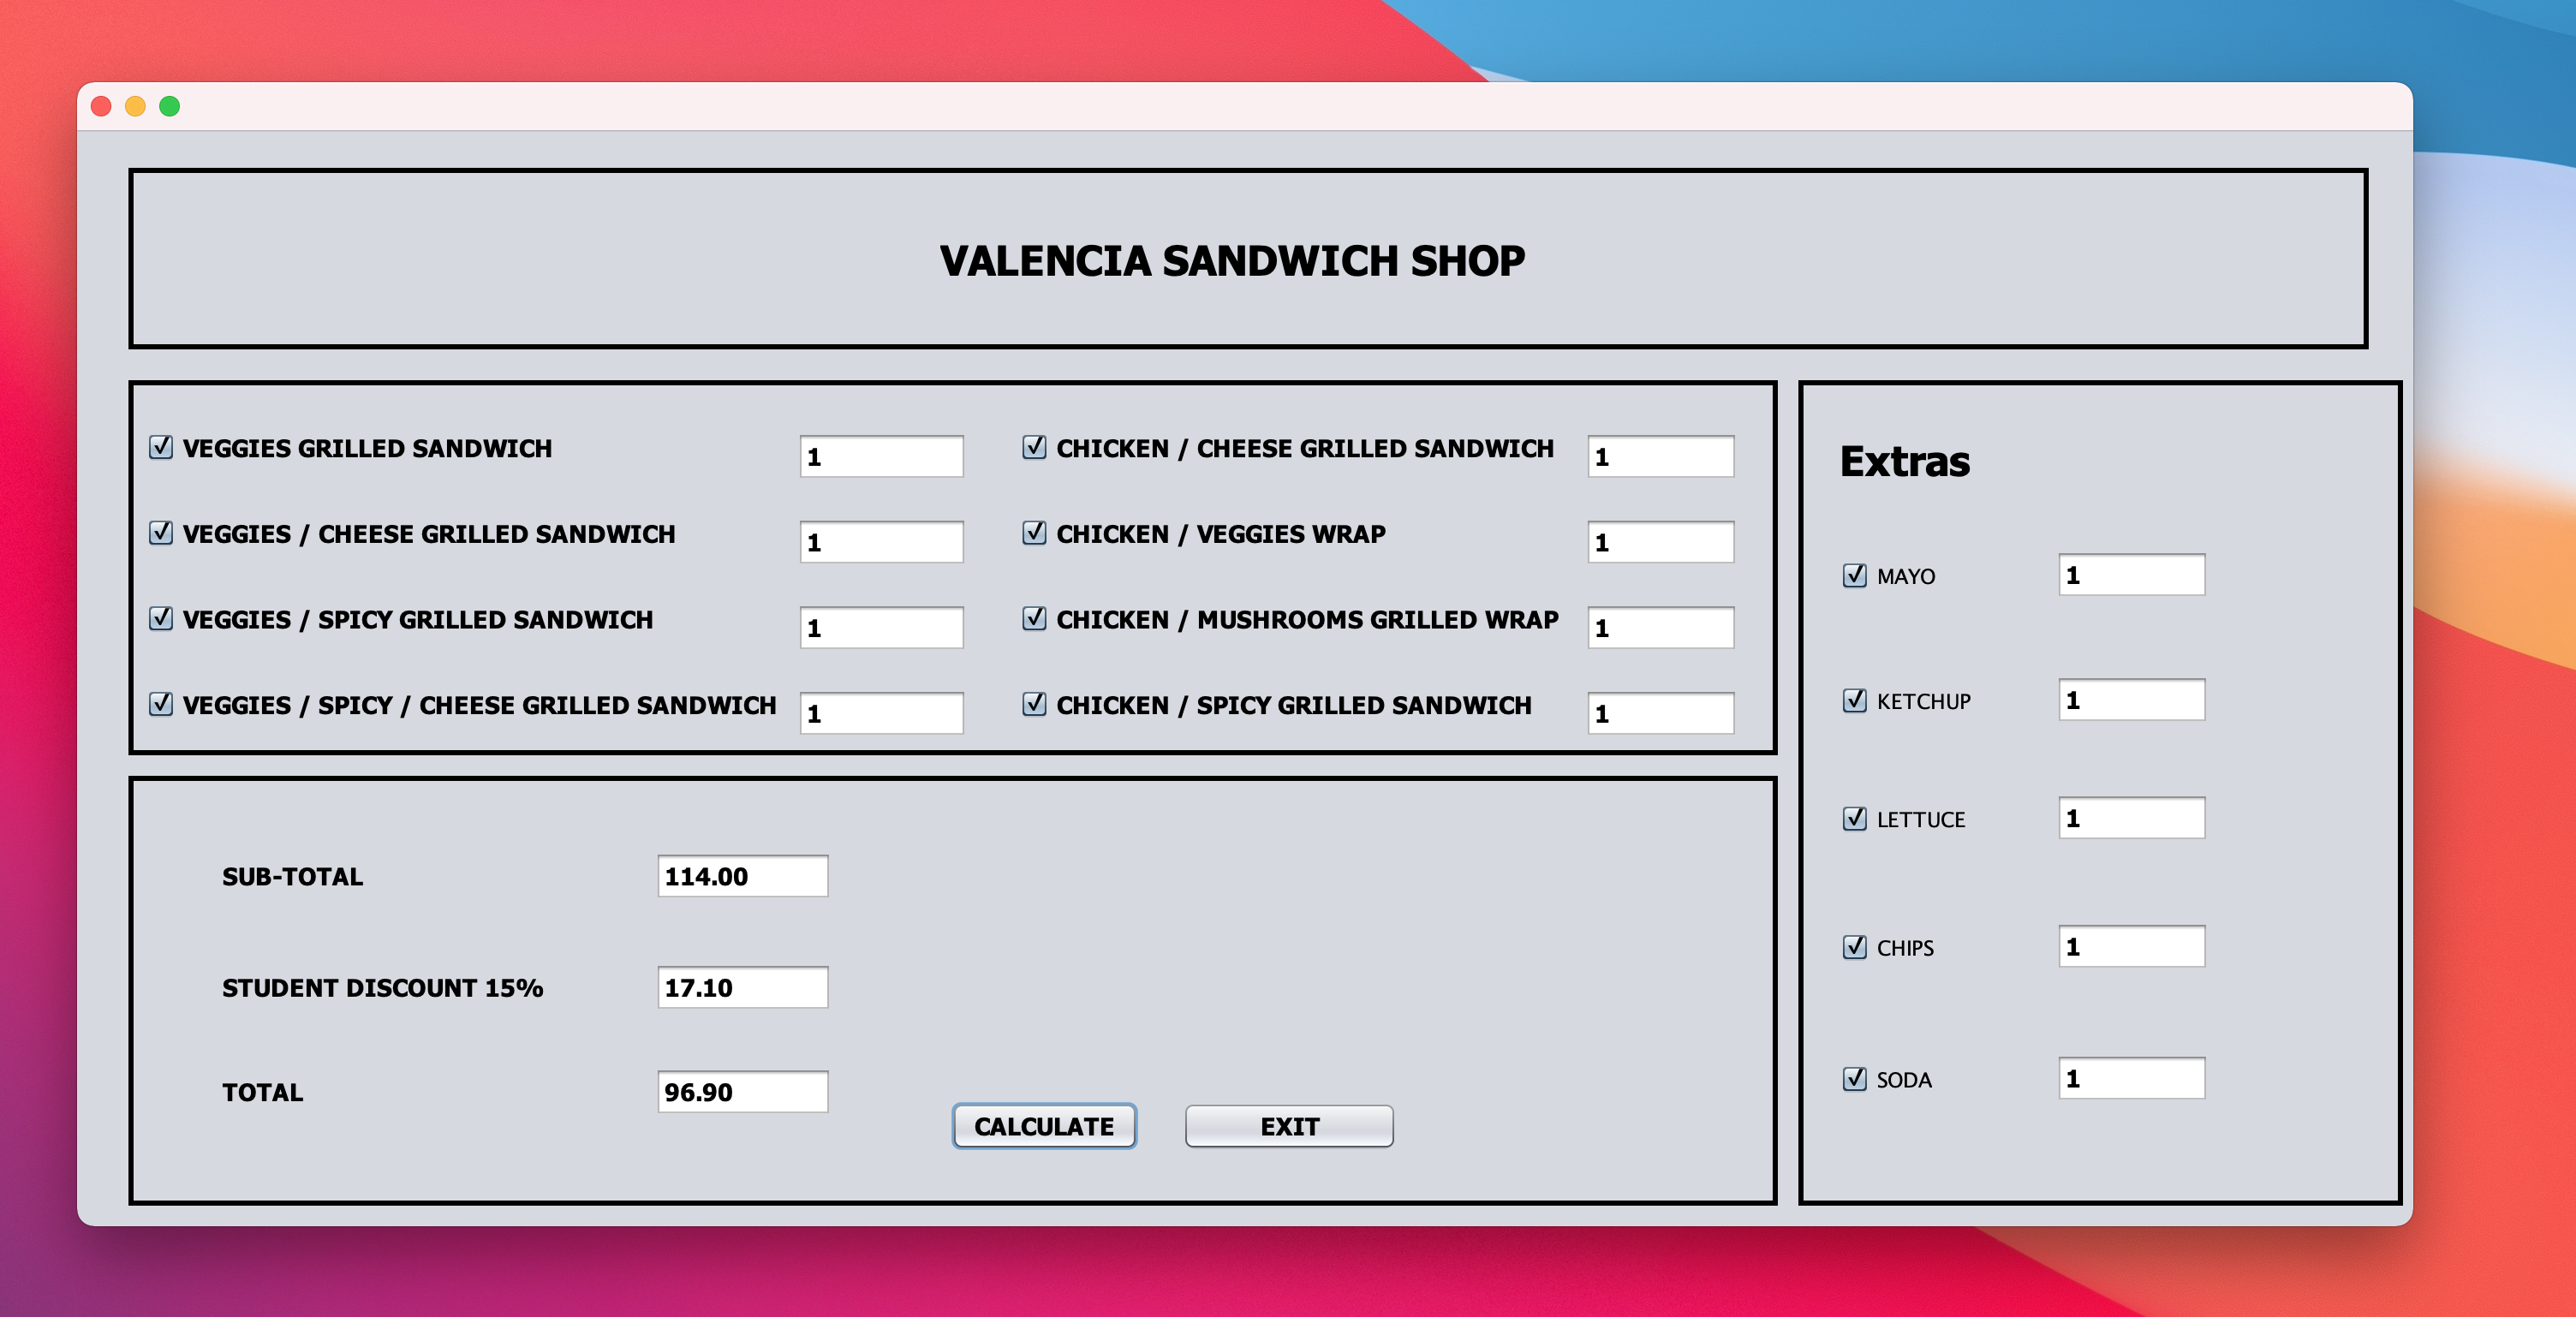 VALENCIA SANDWICH SHOP
VEGGIES GRILLED SANDWICH 1 CHICKEN / CHEESE GRILLED SANDWICH 1
VEGGIES / CHEESE GRILLED SANDWICH 1 CHICKEN / VEGGIES WRAP 1
VEGGIES / SPICY GRILLED SANDWICH 1 CHICKEN / MUSHROOMS GRILLED WRAP 1
VEGGIES / SPICY / CHEESE GRILLED SANDWICH 1 CHICKEN / SPICY GRILLED SANDWICH 1
SUB-TOTAL 114.00
STUDENT DISCOUNT 15% 17.10
TOTAL 96.90
CALCULATE EXIT
Extras
MAYO 1
KETCHUP 1
LETTUCE 1
CHIPS 1
SODA 1